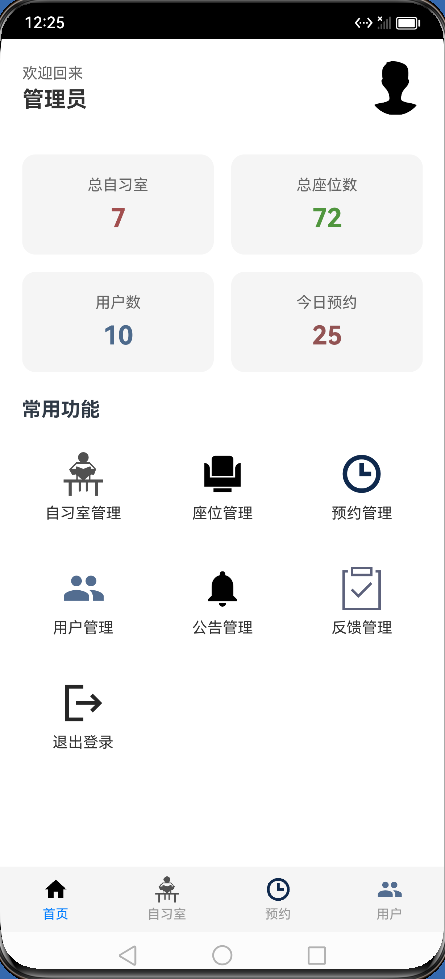 12:25
欢迎回来
管理员
总自习室
总座位数
7
72
用户数
今日预约
10
25
常用功能
自习室管理
座位管理
预约管理
用户管理
公告管理
反馈管理
退出登录
首页
自习室
预约
用户